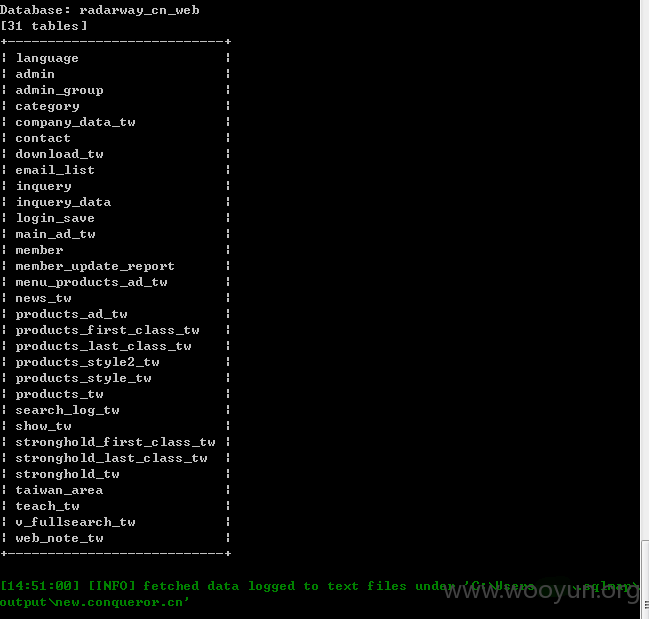 Database: radarway_cn_web
[31 tables]
+---------------------------+
| language |
| admin |
| admin_group |
| category |
| company_data_tw |
| contact |
| download_tw |
| email_list |
| inquery |
| inquery_data |
| login_save |
| main_ad_tw |
| member |
| member_update_report |
| menu_products_ad_tw |
| news_tw |
| products_ad_tw |
| products_first_class_tw |
| products_last_class_tw |
| products_style2_tw |
| products_style_tw |
| products_tw |
| search_log_tw |
| show_tw |
| stronghold_first_class_tw |
| stronghold_last_class_tw |
| stronghold_tw |
| taiwan_area |
| teach_tw |
| v_fullsearch_tw |
| web_note_tw |
+---------------------------+
[14:51:00] [INFO] fetched data logged to text files under 'C:\Users .sqlmap\
output\new.conqueror.cn'
www.wooyun.org